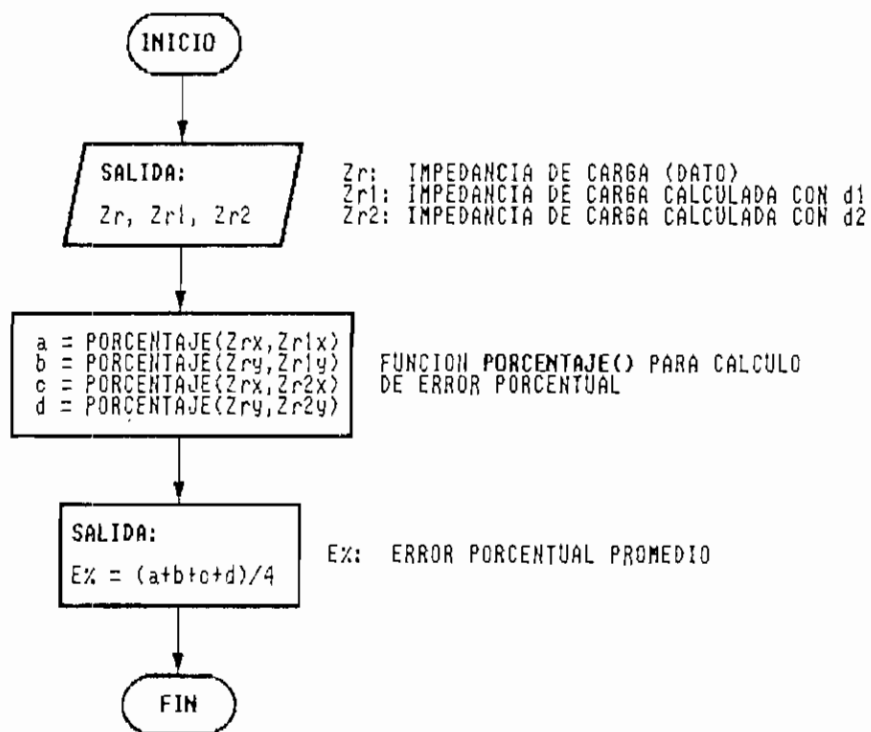 INICIO
SALIDA:
Zr, Zr1, Zr2
Zr: IMPEDANCIA DE CARGA (DATO)
Zr1: IMPEDANCIA DE CARGA CALCULADA CON d1
Zr2: IMPEDANCIA DE CARGA CALCULADA CON d2
a = PORCENTAJE(Zrx,Zr1x)
b = PORCENTAJE(Zry,Zr1y)
c = PORCENTAJE(Zrx,Zr2x)
d = PORCENTAJE(Zry,Zr2y)
FUNCION PORCENTAJE() PARA CALCULO
DE ERROR PORCENTUAL
SALIDA:
E% = (a+b+c+d)/4
E%: ERROR PORCENTUAL PROMEDIO
FIN